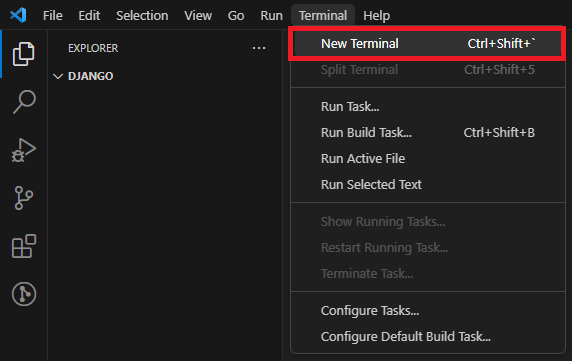 File Edit Selection View Go Run Terminal Help
EXPLORER ...
DJANGO
New Terminal Ctrl+Shift+`
Split Terminal Ctrl+Shift+5
Run Task...
Run Build Task... Ctrl+Shift+B
Run Active File
Run Selected Text
Show Running Tasks...
Restart Running Task...
Terminate Task...
Configure Tasks...
Configure Default Build Task...